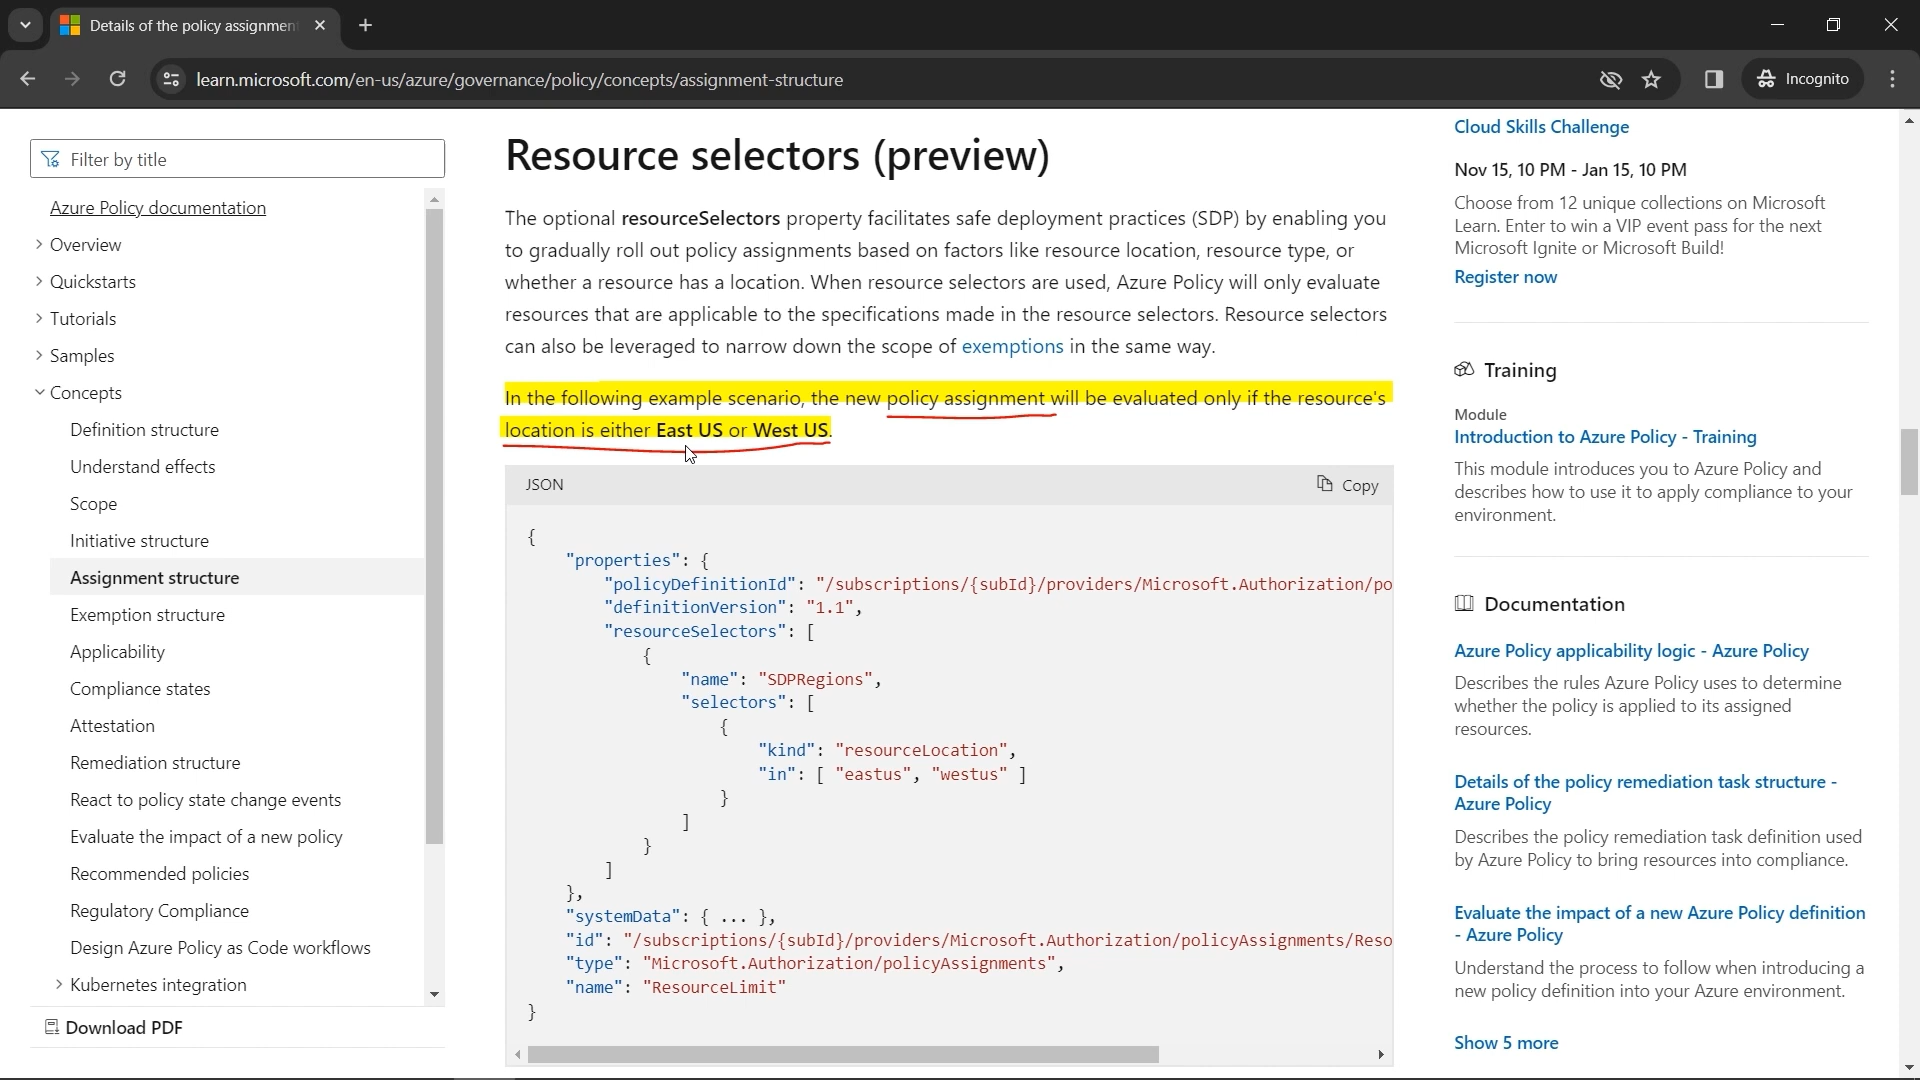 Details of the policy assignmen
learn.microsoft.com/en-us/azure/governance/policy/concepts/assignment-structure
Incognito
Filter by title
Azure Policy documentation
Overview
Quickstarts
Tutorials
Samples
Concepts
Definition structure
Understand effects
Scope
Initiative structure
Assignment structure
Exemption structure
Applicability
Compliance states
Attestation
Remediation structure
React to policy state change events
Evaluate the impact of a new policy
Recommended policies
Regulatory Compliance
Design Azure Policy as Code workflows
Kubernetes integration
Download PDF
Resource selectors (preview)
The optional resourceSelectors property facilitates safe deployment practices (SDP) by enabling you
to gradually roll out policy assignments based on factors like resource location, resource type, or
whether a resource has a location. When resource selectors are used, Azure Policy will only evaluate
resources that are applicable to the specifications made in the resource selectors. Resource selectors
can also be leveraged to narrow down the scope of exemptions in the same way.
In the following example scenario, the new policy assignment will be evaluated only if the resource's
location is either East US or West US.
JSON
Copy
{
"properties": {
"policyDefinitionId": "/subscriptions/{subId}/providers/Microsoft.Authorization/po
"definitionVersion": "1.1",
"resourceSelectors": [
{
"name": "SDPRegions",
"selectors": [
{
"kind": "resourceLocation",
"in": [ "eastus", "westus" ]
}
]
}
]
},
"systemData": { ... },
"id": "/subscriptions/{subId}/providers/Microsoft.Authorization/policyAssignments/Reso
"type": "Microsoft.Authorization/policyAssignments",
"name": "ResourceLimit"
}
Cloud Skills Challenge
Nov 15, 10 PM - Jan 15, 10 PM
Choose from 12 unique collections on Microsoft
Learn. Enter to win a VIP event pass for the next
Microsoft Ignite or Microsoft Build!
Register now
Training
Module
Introduction to Azure Policy - Training
This module introduces you to Azure Policy and
describes how to use it to apply compliance to your
environment.
Documentation
Azure Policy applicability logic - Azure Policy
Describes the rules Azure Policy uses to determine
whether the policy is applied to its assigned
resources.
Details of the policy remediation task structure -
Azure Policy
Describes the policy remediation task definition used
by Azure Policy to bring resources into compliance.
Evaluate the impact of a new Azure Policy definition
- Azure Policy
Understand the process to follow when introducing a
new policy definition into your Azure environment.
Show 5 more